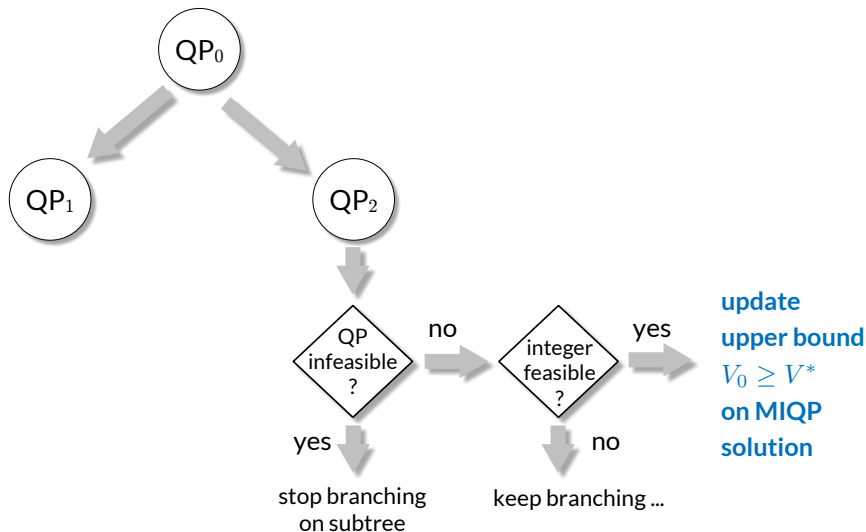 QP₀
QP₁
QP₂
QP
infeasible
?
no
integer
feasible
?
yes
update
upper bound
V₀ ≥ V*
on MIQP
solution
yes
no
stop branching
on subtree
keep branching ...